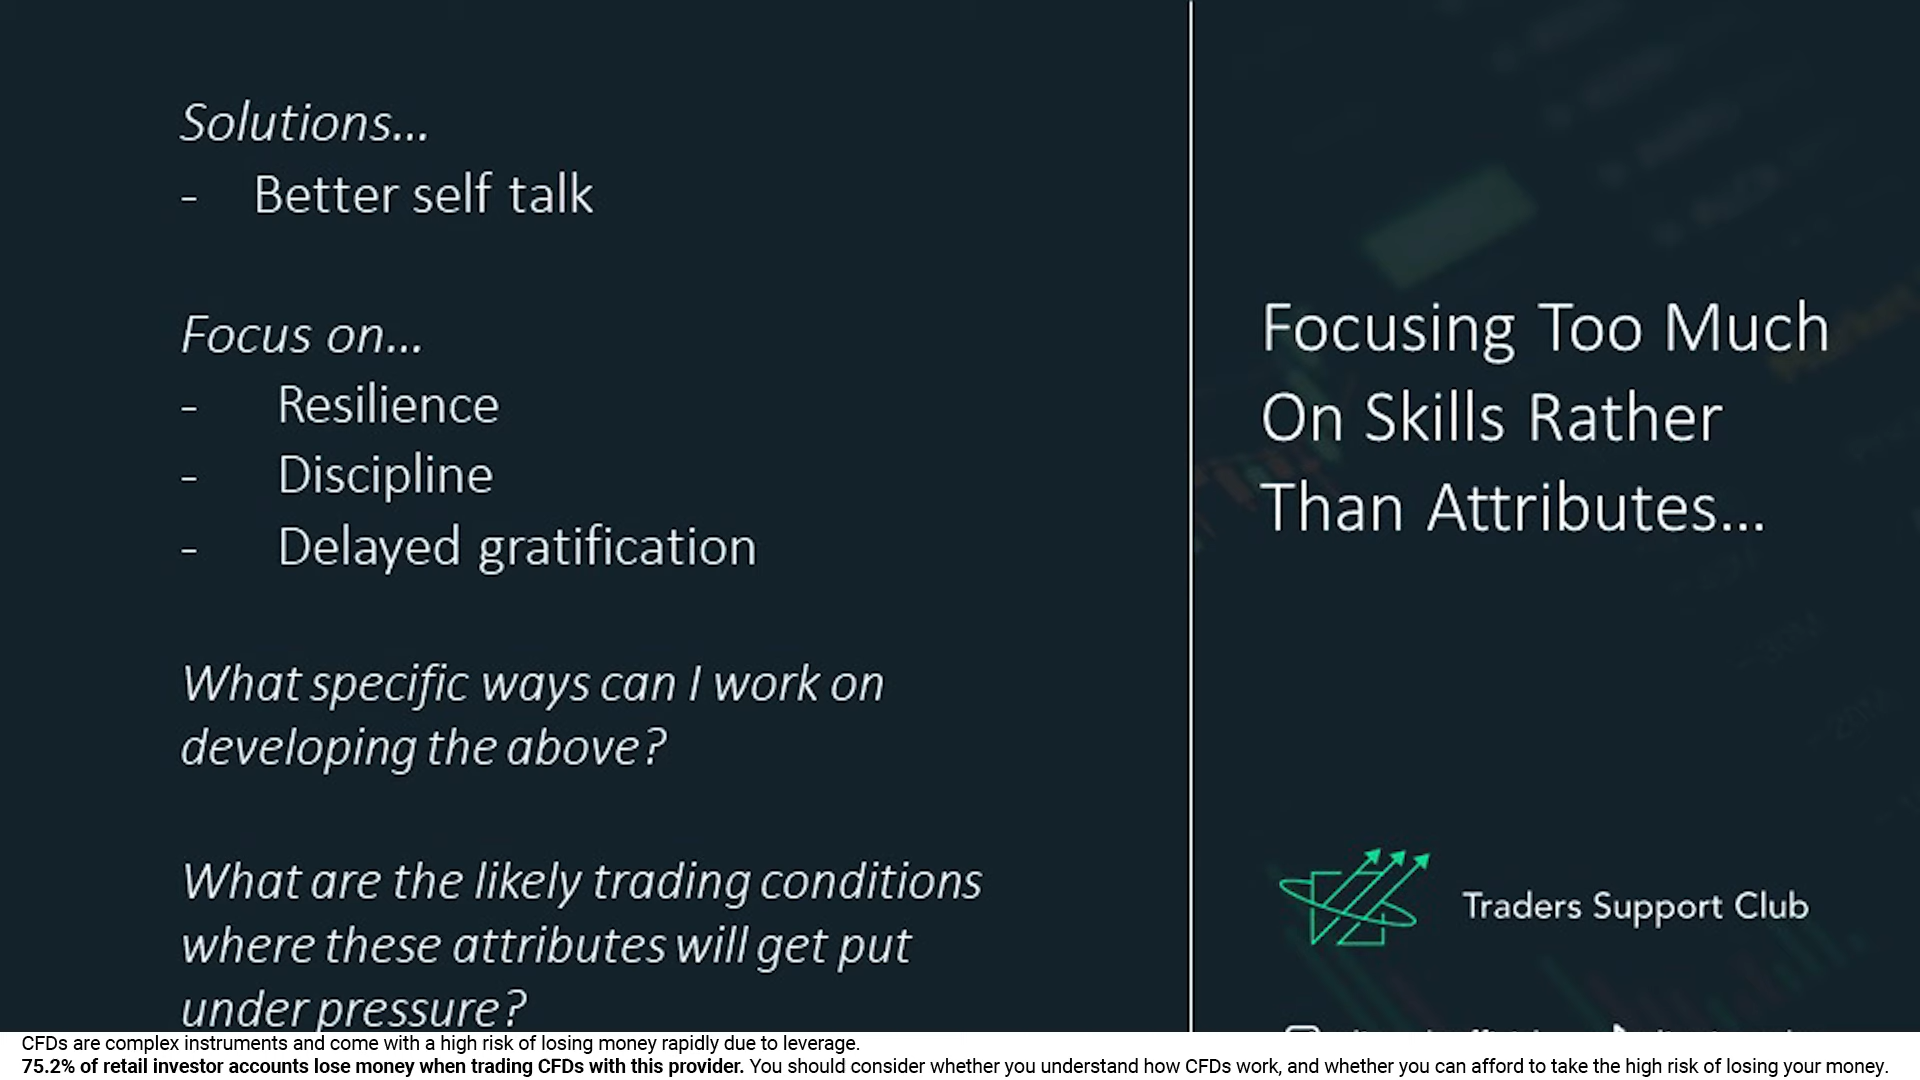 Solutions...
- Better self talk
Focus on...
- Resilience
- Discipline
- Delayed gratification
What specific ways can I work on
developing the above?
What are the likely trading conditions
where these attributes will get put
under pressure?
Focusing Too Much
On Skills Rather
Than Attributes...
Traders Support Club
CFDs are complex instruments and come with a high risk of losing money rapidly due to leverage.
75.2% of retail investor accounts lose money when trading CFDs with this provider. You should consider whether you understand how CFDs work, and whether you can afford to take the high risk of losing your money.